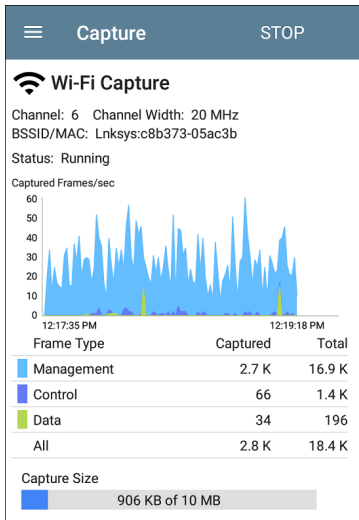 Capture STOP
Wi-Fi Capture
Channel: 6 Channel Width: 20 MHz
BSSID/MAC: Lnksys:c8b373-05ac3b
Status: Running
Captured Frames/sec
60
50
40
30
20
10
0
12:17:35 PM 12:19:18 PM
Frame Type Captured Total
Management 2.7 K 16.9 K
Control 66 1.4 K
Data 34 196
All 2.8 K 18.4 K
Capture Size
906 KB of 10 MB